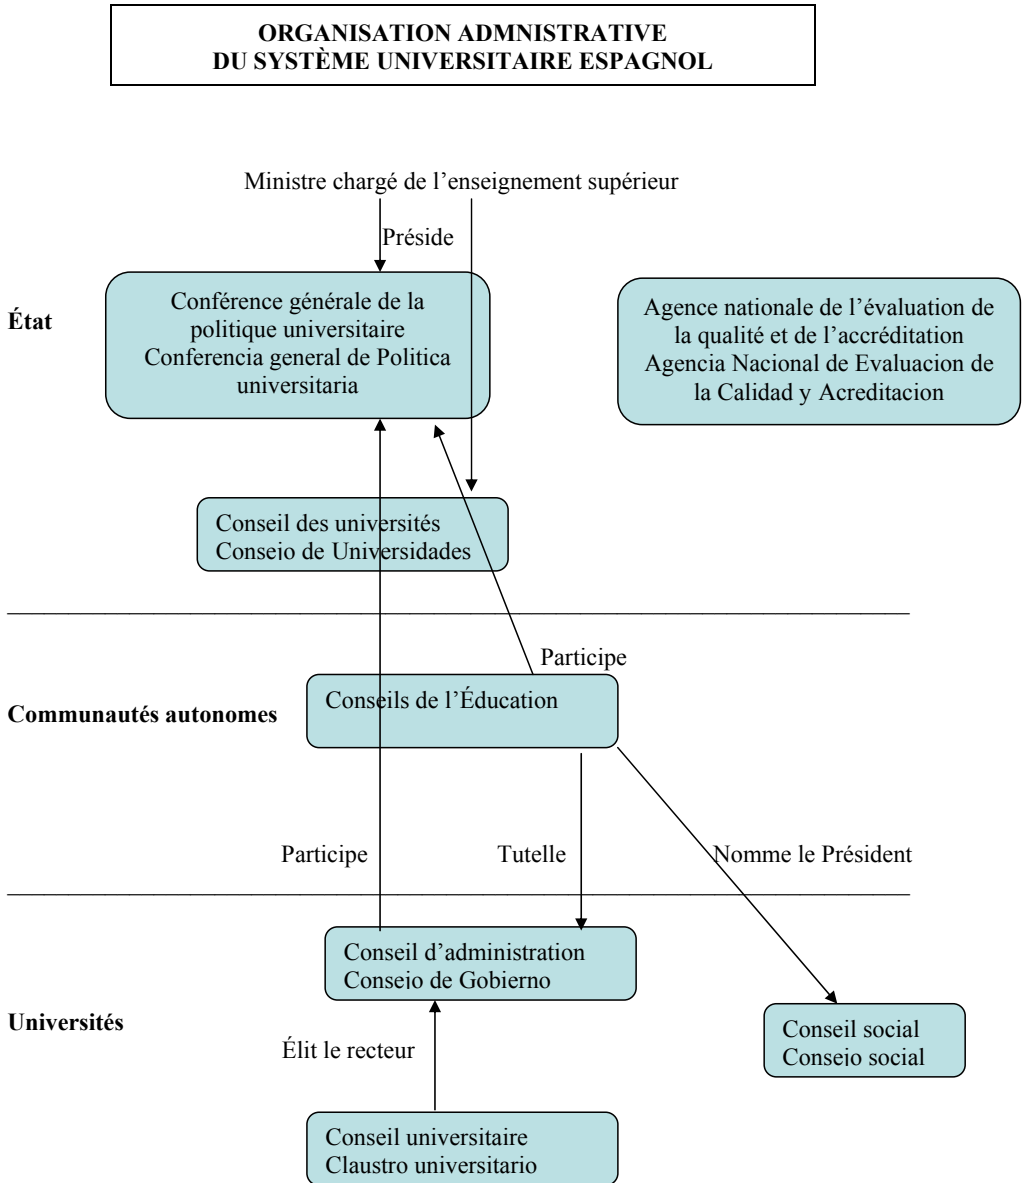 ORGANISATION ADMNISTRATIVE
DU SYSTÈME UNIVERSITAIRE ESPAGNOL
Ministre chargé de l’enseignement supérieur
Préside
État
Conférence générale de la
politique universitaire
Conferencia general de Politica
universitaria
Agence nationale de l’évaluation de
la qualité et de l’accréditation
Agencia Nacional de Evaluacion de
la Calidad y Acreditacion
Conseil des universités
Consejo de Universidades
Participe
Communautés autonomes
Conseils de l’Éducation
Participe
Tutelle
Nomme le Président
Conseil d’administration
Consejo de Gobierno
Universités
Conseil social
Consejo social
Élit le recteur
Conseil universitaire
Claustro universitario